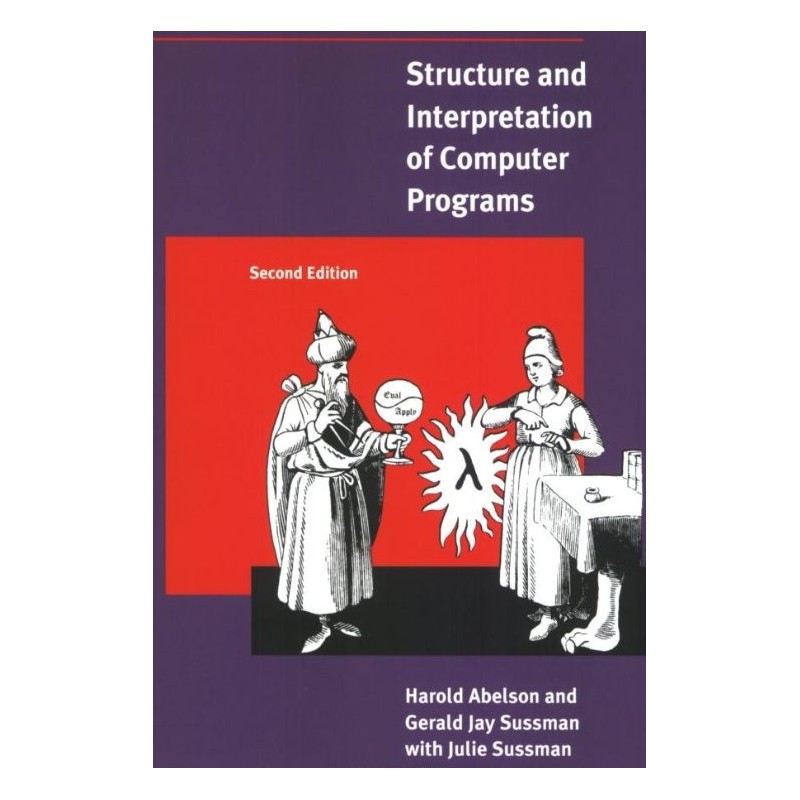 Structure and
Interpretation
of Computer
Programs
Second Edition
Eval
Apply
λ
Harold Abelson and
Gerald Jay Sussman
with Julie Sussman